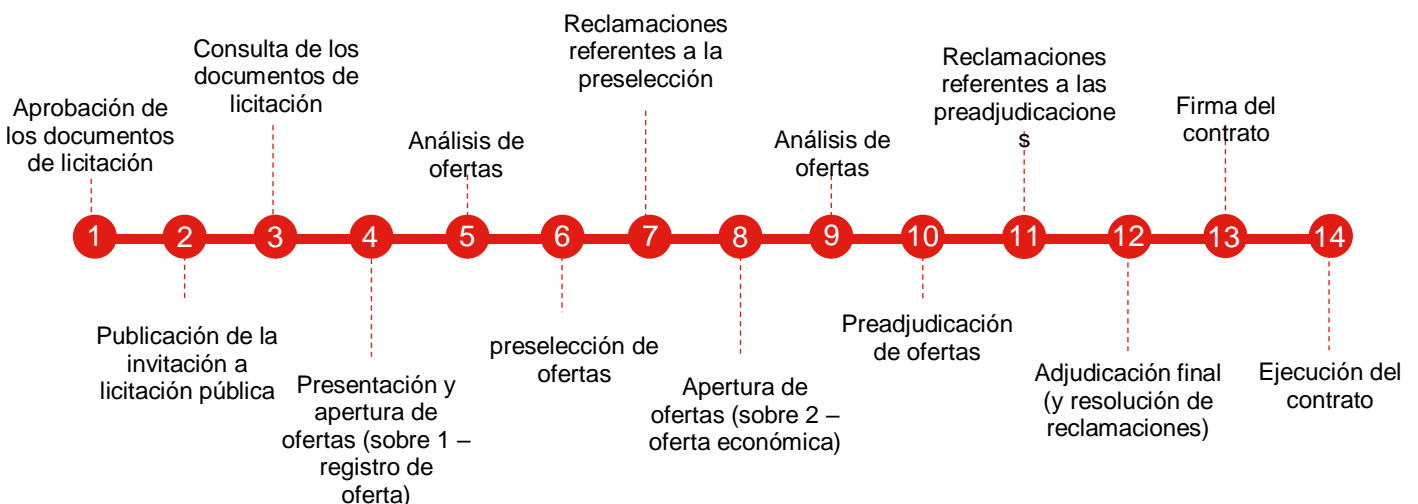 Aprobación de
los documentos
de licitación
1
Publicación de la
invitación a
licitación pública
2
Consulta de los
documentos de
licitación
3
Presentación y
apertura de
ofertas (sobre 1 –
registro de
oferta)
4
Análisis de
ofertas
5
preselección de
ofertas
6
Reclamaciones
referentes a la
preselección
7
Apertura de
ofertas (sobre 2 –
oferta económica)
8
Análisis de
ofertas
9
Preadjudicación
de ofertas
10
Reclamaciones
referentes a las
preadjudicacione
s
11
Adjudicación final
(y resolución de
reclamaciones)
12
Firma del
contrato
13
Ejecución del
contrato
14